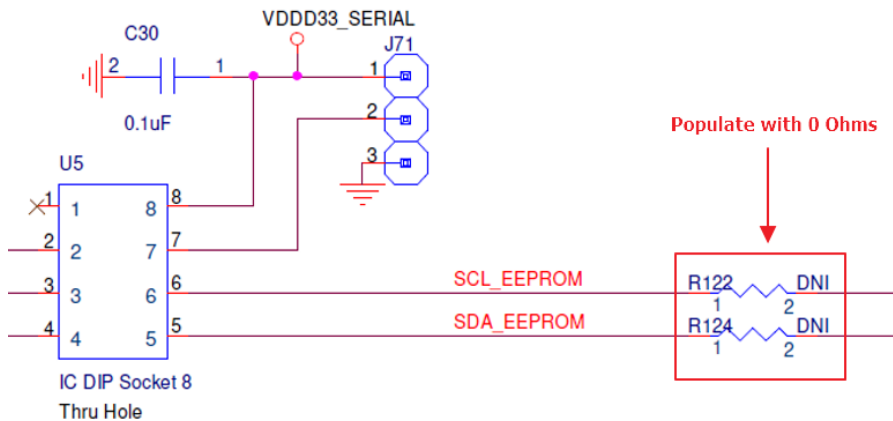 VDDD33_SERIAL
C30
J71
2
1
1
0.1uF
2
Populate with 0 Ohms
3
U5
1
1
8
8
2
2
7
7
3
3
6
6
SCL_EEPROM
R122
DNI
1
2
4
4
5
5
SDA_EEPROM
R124
DNI
1
2
IC DIP Socket 8
Thru Hole